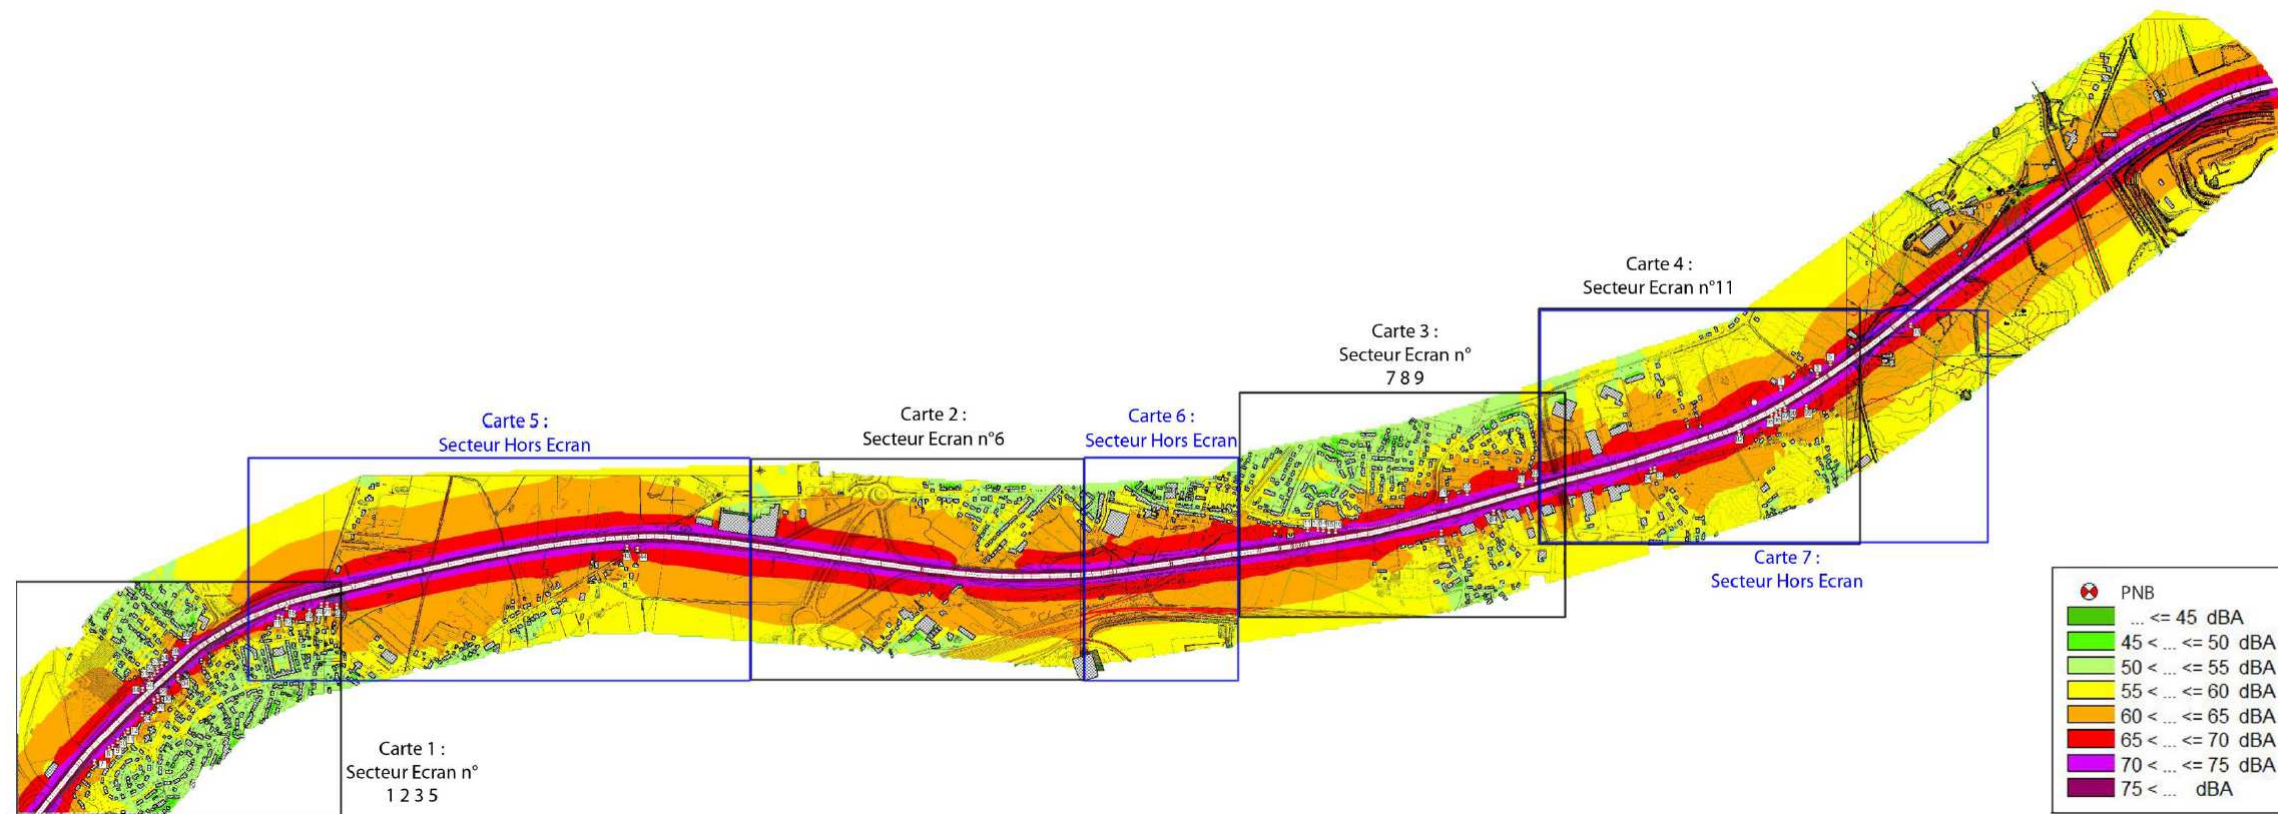 Carte 4 :
Secteur Ecran n°11
Carte 3 :
Secteur Ecran n°
7 8 9
Carte 5 :
Secteur Hors Ecran
Carte 2 :
Secteur Ecran n°6
Carte 6 :
Secteur Hors Ecran
Carte 7 :
Secteur Hors Ecran
Carte 1 :
Secteur Ecran n°
1 2 3 5
PNB
... <= 45 dBA
45 < ... <= 50 dBA
50 < ... <= 55 dBA
55 < ... <= 60 dBA
60 < ... <= 65 dBA
65 < ... <= 70 dBA
70 < ... <= 75 dBA
75 < ... dBA